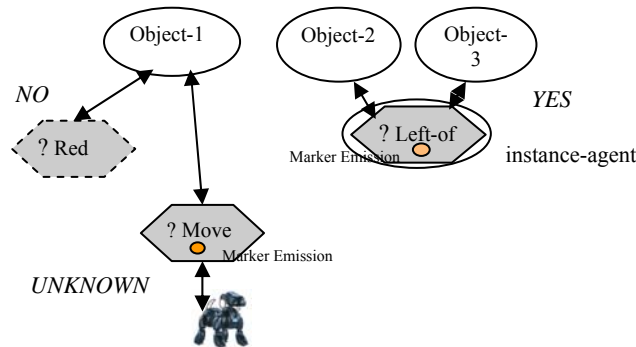 Object-1
Object-2
Object-
3
NO
YES
? Red
? Left-of
Marker Emission
instance-agent
? Move
Marker Emission
UNKNOWN